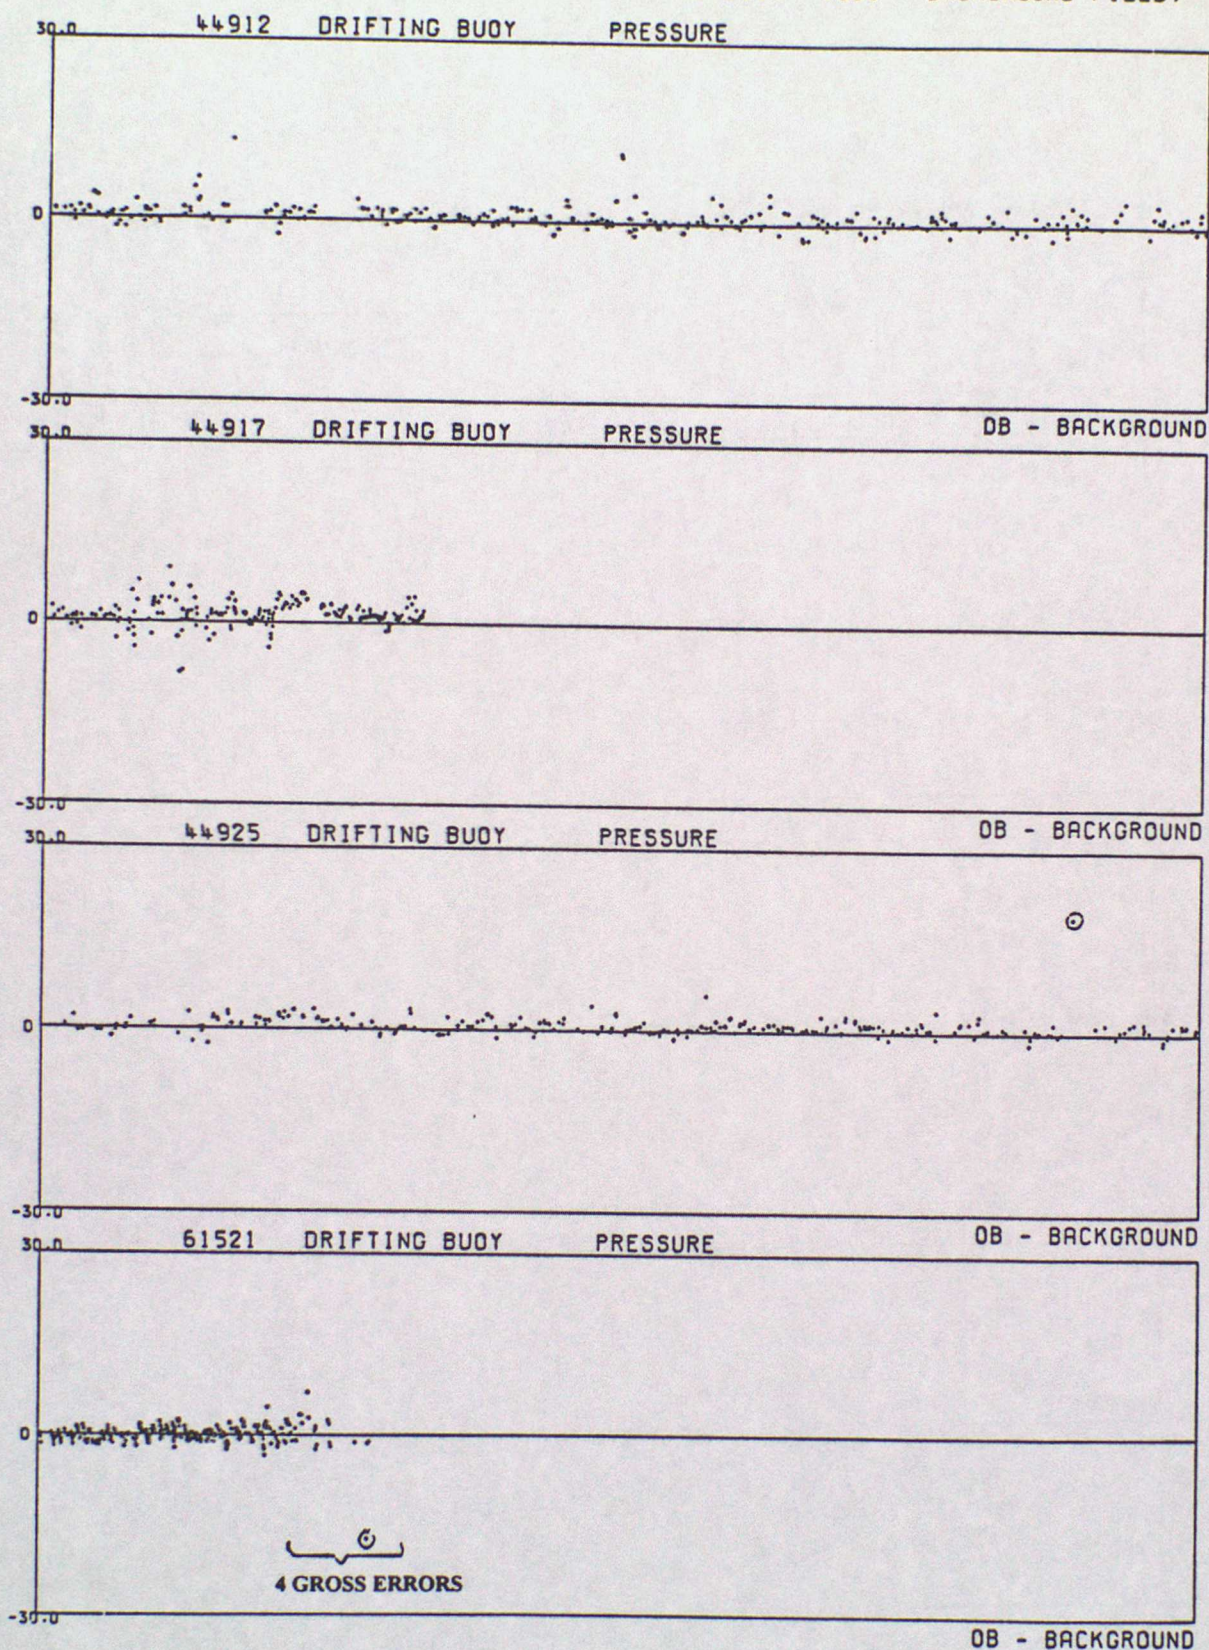 30.0 44912 DRIFTING BUOY PRESSURE
0
-30.0
OB - BACKGROUND
30.0 44917 DRIFTING BUOY PRESSURE
0
-30.0
OB - BACKGROUND
30.0 44925 DRIFTING BUOY PRESSURE
0
-30.0
OB - BACKGROUND
30.0 61521 DRIFTING BUOY PRESSURE
0
4 GROSS ERRORS
-30.0
OB - BACKGROUND